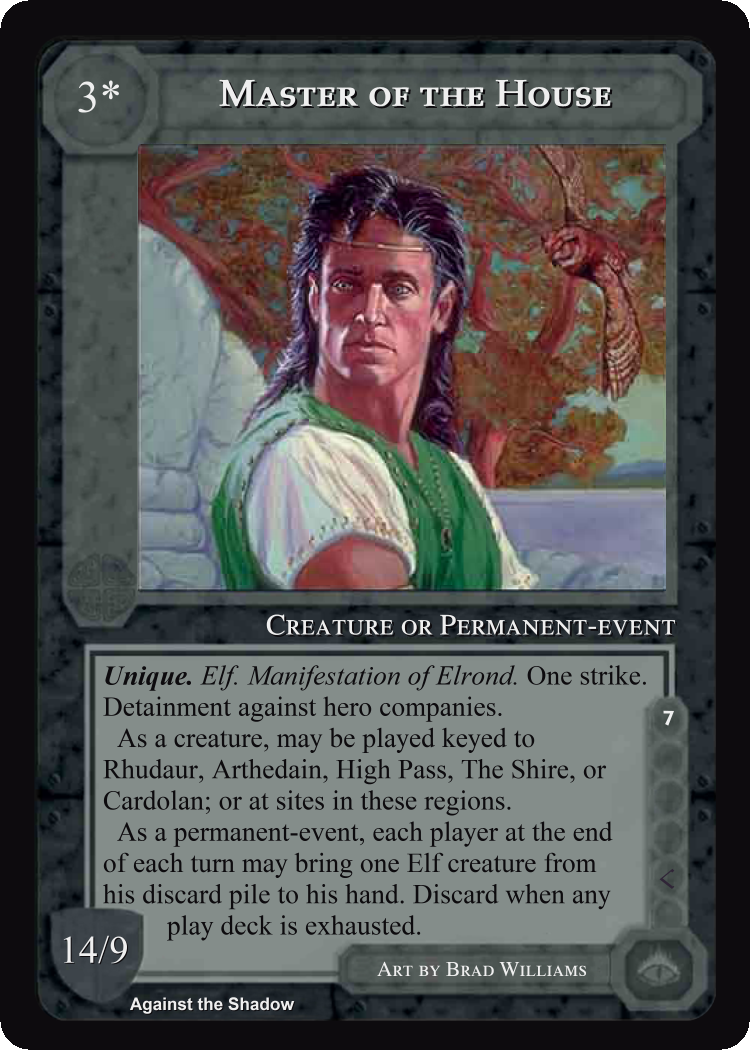 3*
Master of the House
Creature or Permanent-event
Unique. Elf. Manifestation of Elrond. One strike.
Detainment against hero companies.
As a creature, may be played keyed to
Rhudaur, Arthedain, High Pass, The Shire, or
Cardolan; or at sites in these regions.
As a permanent-event, each player at the end
of each turn may bring one Elf creature from
his discard pile to his hand. Discard when any
play deck is exhausted.
7
14/9
Art by Brad Williams
Against the Shadow